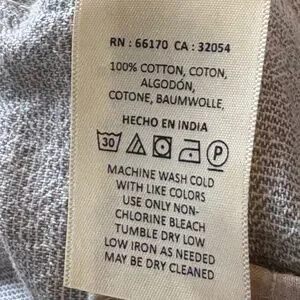 RN : 66170 CA : 32054
100% COTTON, COTON,
ALGODÓN,
COTONE, BAUMWOLLE,
HECHO EN INDIA
30 P
MACHINE WASH COLD
WITH LIKE COLORS
USE ONLY NON-
CHLORINE BLEACH
TUMBLE DRY LOW
LOW IRON AS NEEDED
MAY BE DRY CLEANED